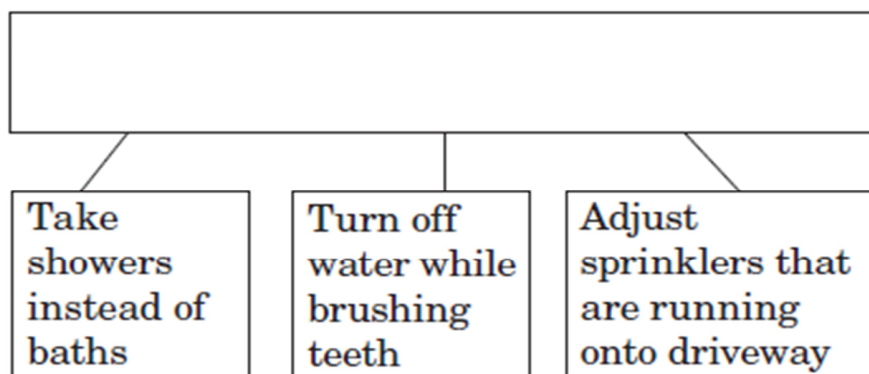 Take
showers
instead of
baths
Turn off
water while
brushing
teeth
Adjust
sprinklers that
are running
onto driveway